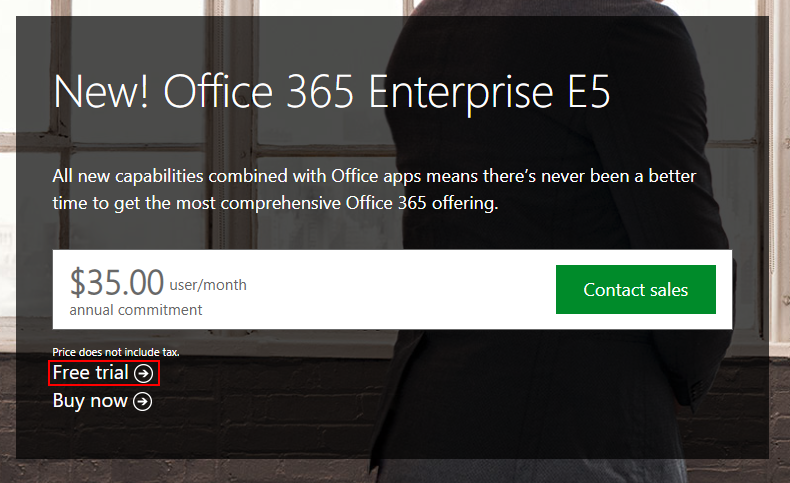 New! Office 365 Enterprise E5
All new capabilities combined with Office apps means there’s never been a better
time to get the most comprehensive Office 365 offering.
$35.00 user/month
annual commitment
Contact sales
Price does not include tax.
Free trial
Buy now